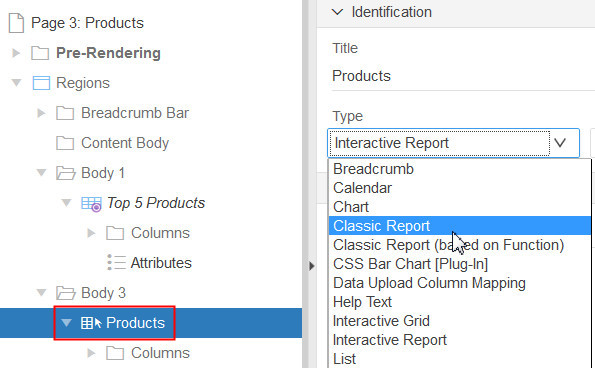 Page 3: Products
Pre-Rendering
Regions
Breadcrumb Bar
Content Body
Body 1
Top 5 Products
Columns
Attributes
Body 3
Products
Columns
Identification
Title
Products
Type
Interactive Report
Breadcrumb
Calendar
Chart
Classic Report
Classic Report (based on Function)
CSS Bar Chart [Plug-In]
Data Upload Column Mapping
Help Text
Interactive Grid
Interactive Report
List